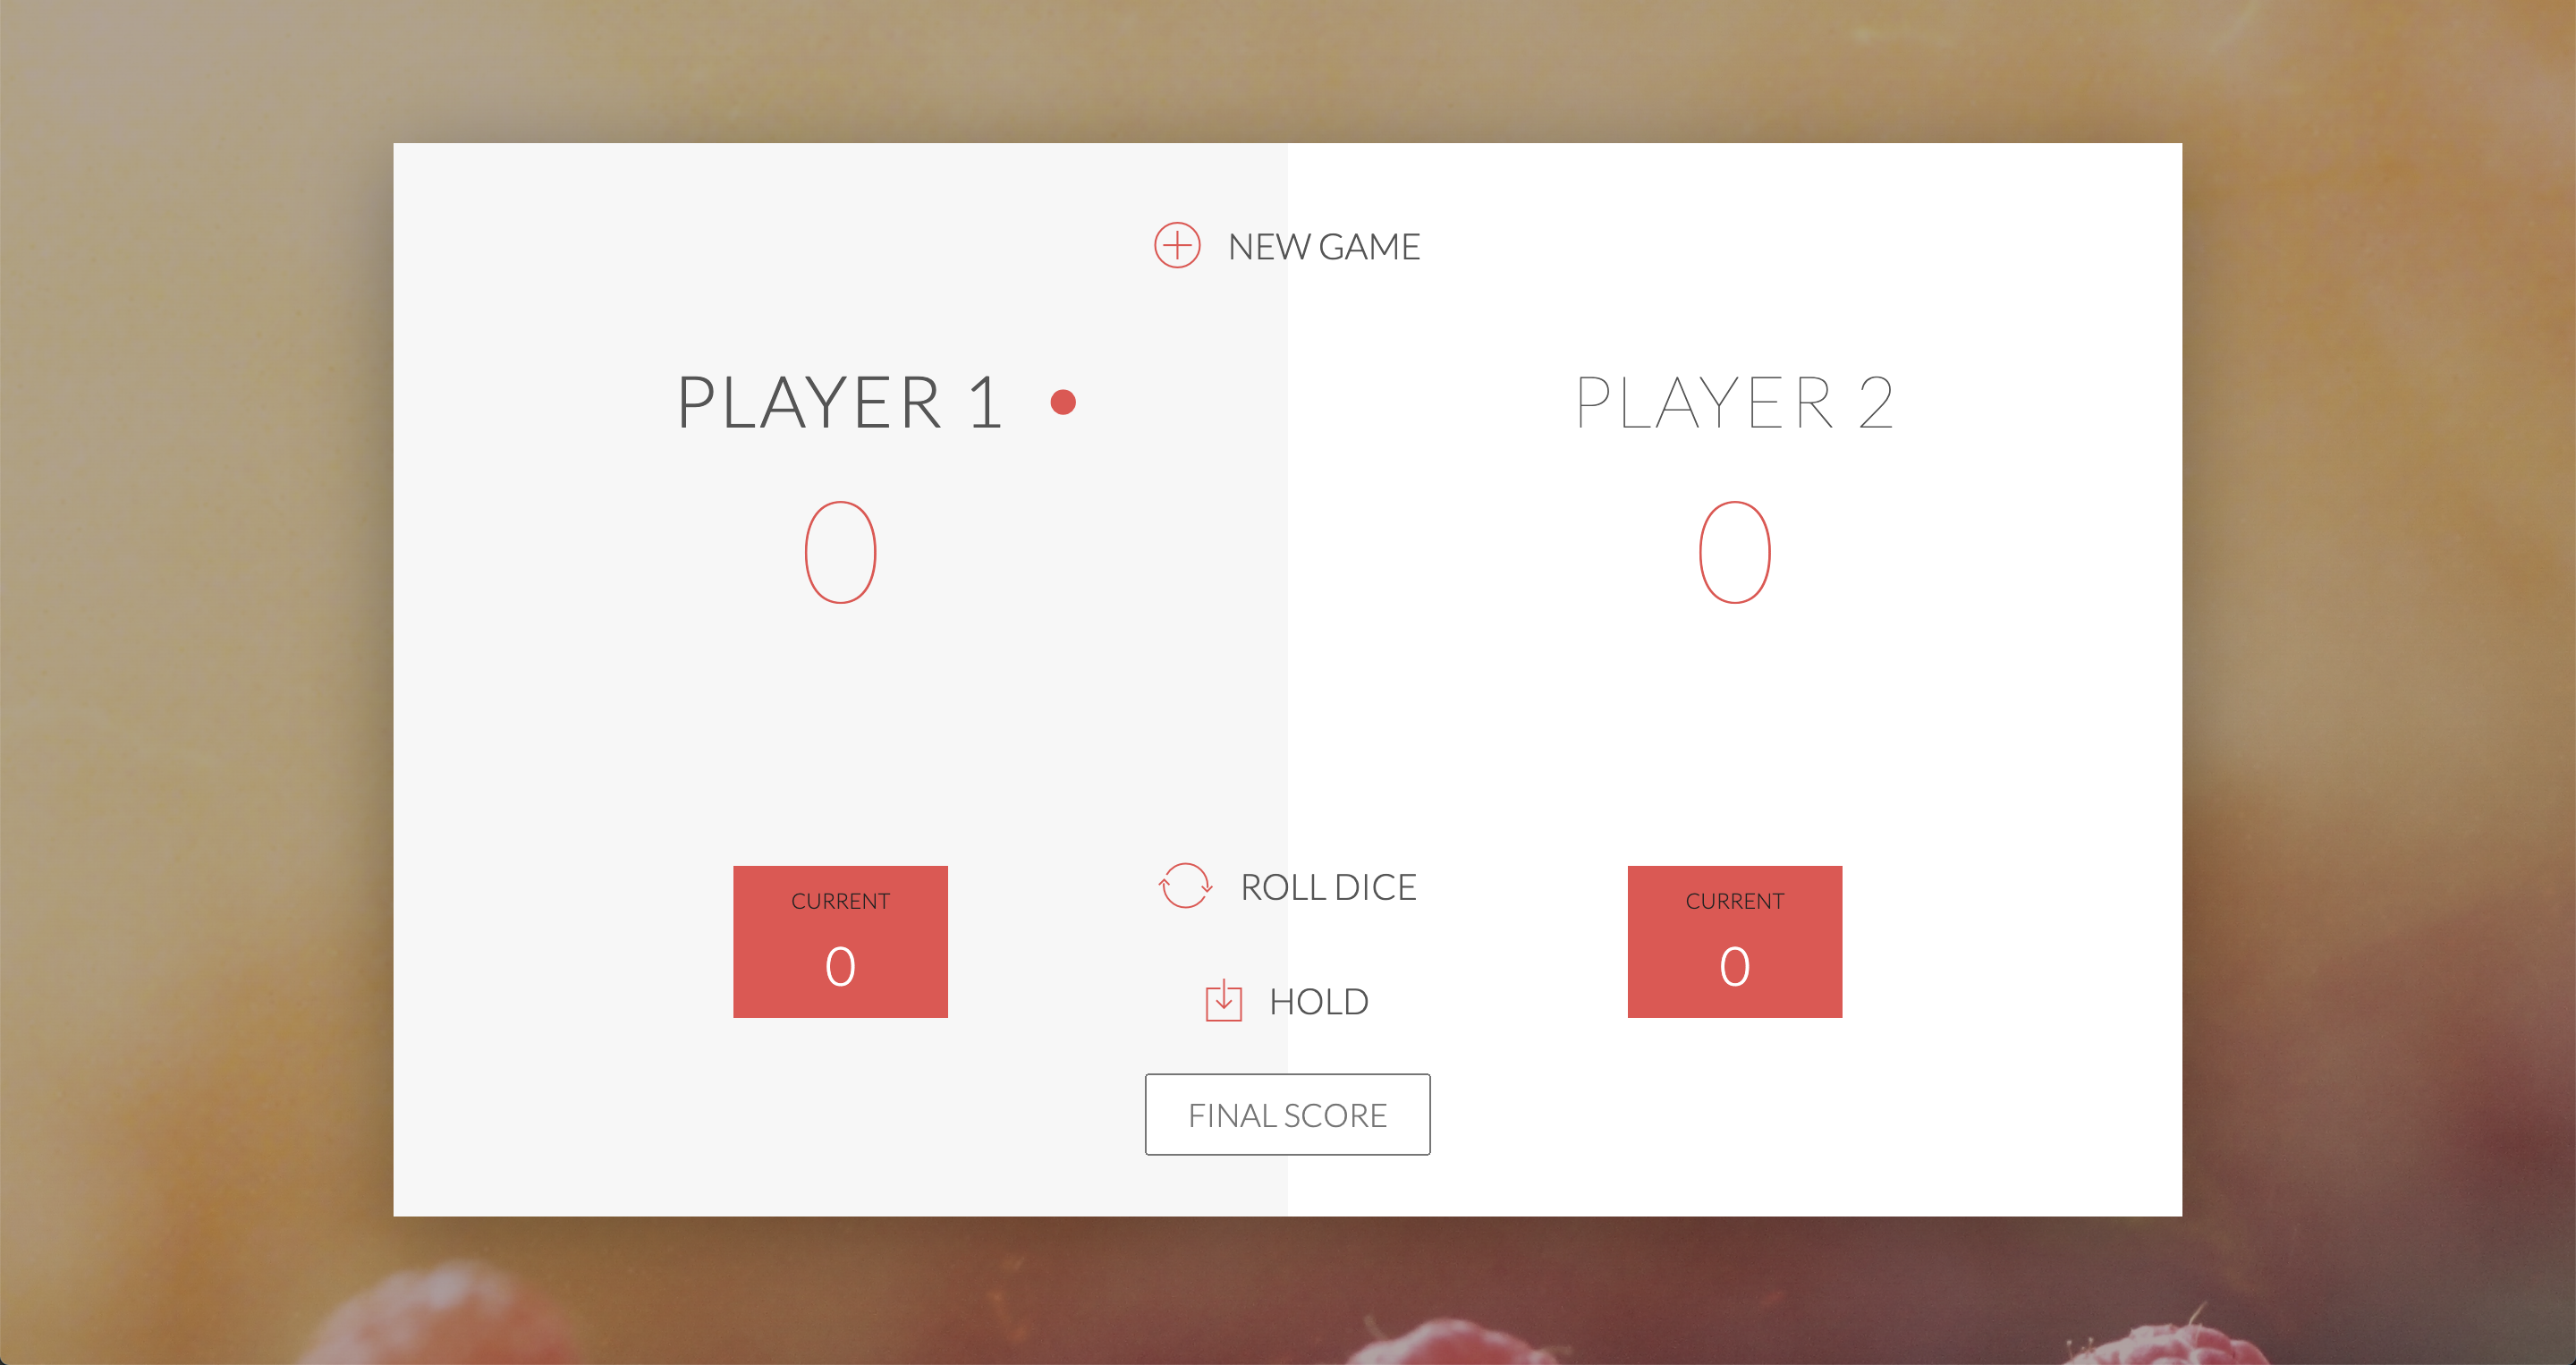 NEW GAME
PLAYER 1
PLAYER 2
0
0
CURRENT
0
ROLL DICE
HOLD
CURRENT
0
FINAL SCORE